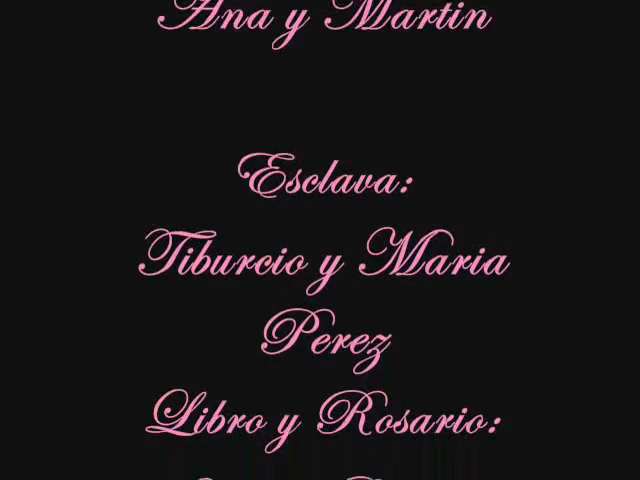 Ana y Martin
Esclava:
Tiburcio y Maria
Perez
Libro y Rosario: